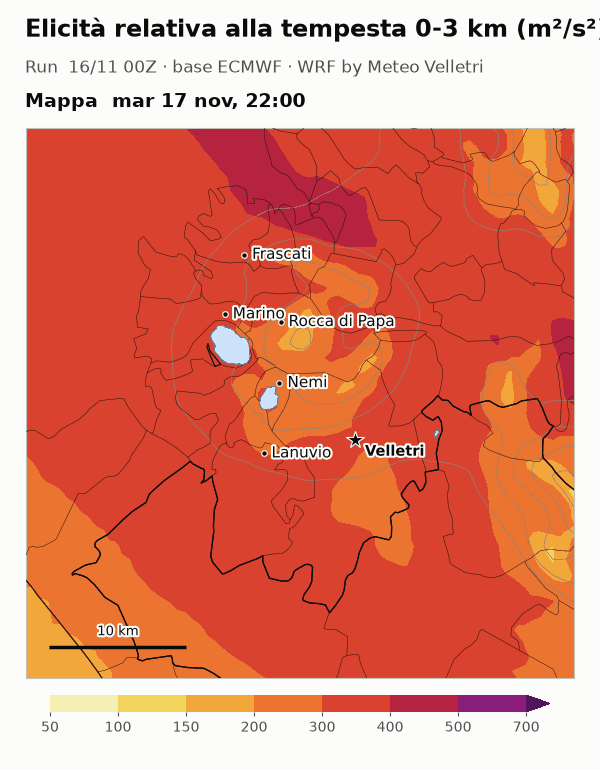 Elicità relativa alla tempesta 0-3 km (m²/s²)
Run 16/11 00Z · base ECMWF · WRF by Meteo Velletri
Mappa mar 17 nov, 22:00
Frascati
Marino
Rocca di Papa
Nemi
Velletri
Lanuvio
10 km
50 100 150 200 300 400 500 700